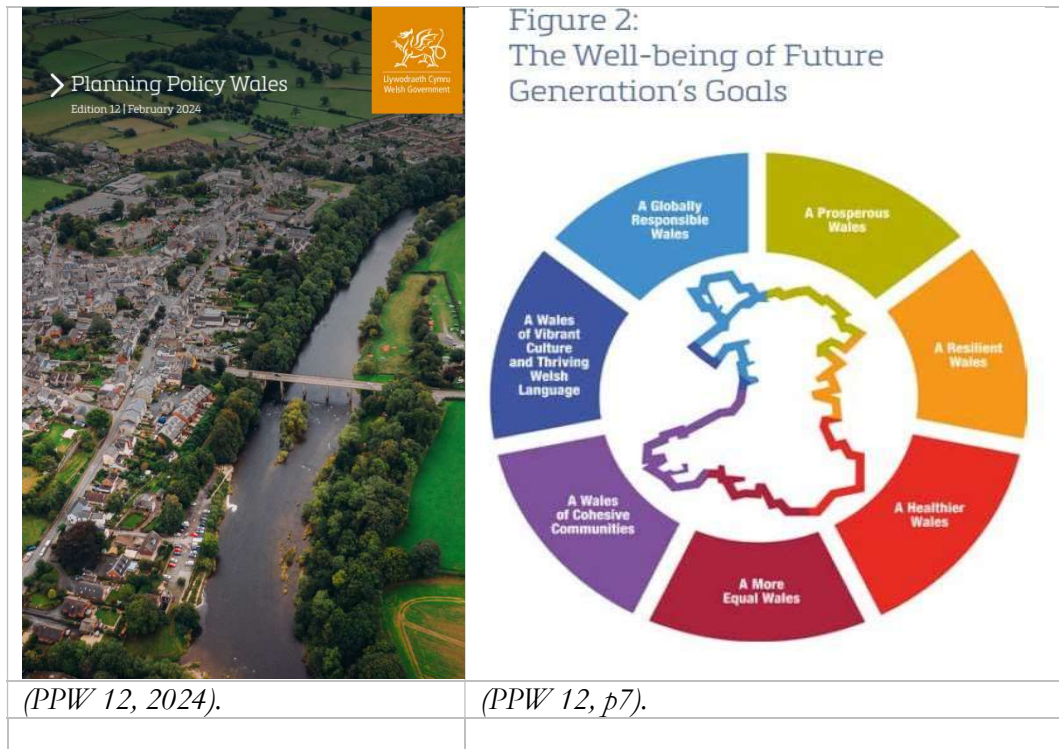 Planning Policy Wales
Edition 12 | February 2024
Llywodraeth Cymru
Welsh Government
(PPW 12, 2024).
Figure 2:
The Well-being of Future
Generation's Goals
A Globally
Responsible
Wales
A Prosperous
Wales
A Resilient
Wales
A Healthier
Wales
A More
Equal Wales
A Wales
of Cohesive
Communities
A Wales
of Vibrant
Culture
and Thriving
Welsh
Language
(PPW 12, p7).